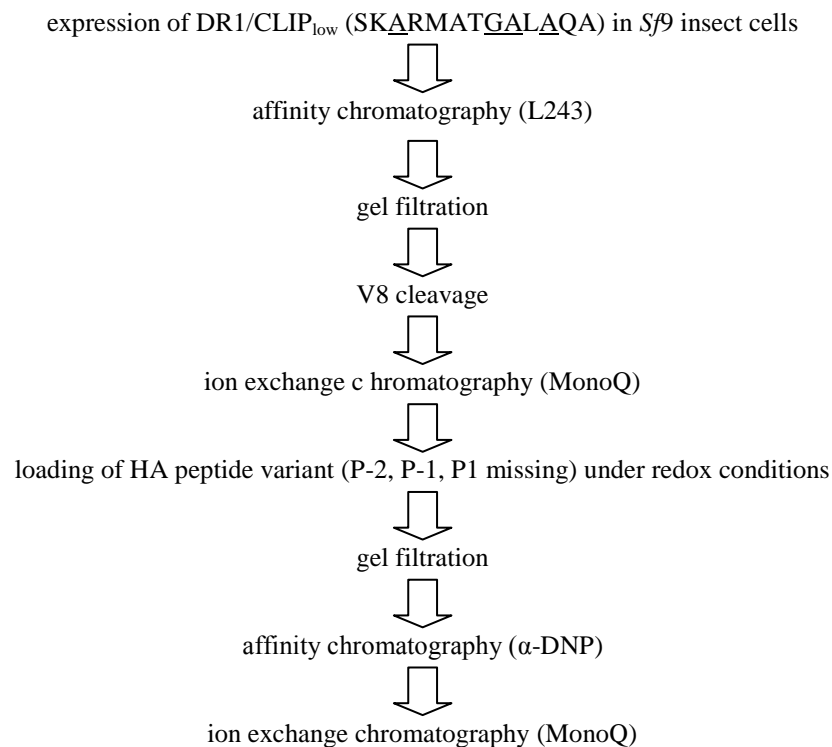 expression of DR1/CLIPlow (SKARMATGALAQA) in Sf9 insect cells
affinity chromatography (L243)
gel filtration
V8 cleavage
ion exchange c hromatography (MonoQ)
loading of HA peptide variant (P-2, P-1, P1 missing) under redox conditions
gel filtration
affinity chromatography (α-DNP)
ion exchange chromatography (MonoQ)